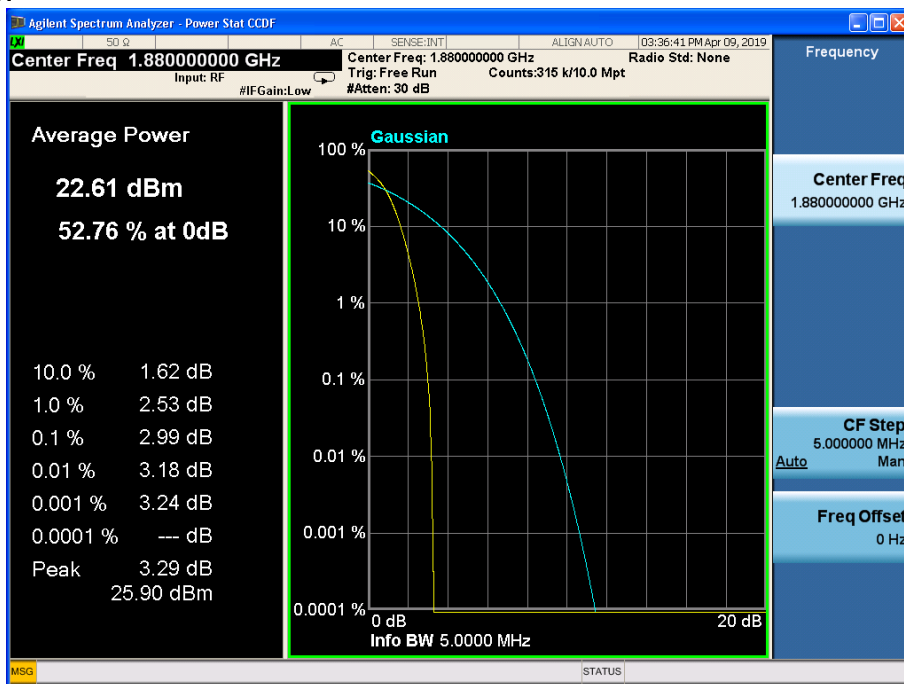 Agilent Spectrum Analyzer - Power Stat CCDF
LXI 50 Ω AC SENSE:INT ALIGN AUTO 03:36:41 PM Apr 09, 2019
Center Freq 1.880000000 GHz
Input: RF
#IFGain:Low
Center Freq: 1.880000000 GHz
Radio Std: None
Trig: Free Run Counts:315 k/10.0 Mpt
#Atten: 30 dB
Average Power
22.61 dBm
52.76 % at 0dB
10.0 % 1.62 dB
1.0 % 2.53 dB
0.1 % 2.99 dB
0.01 % 3.18 dB
0.001 % 3.24 dB
0.0001 % --- dB
Peak 3.29 dB
25.90 dBm
Gaussian
100 %
10 %
1 %
0.1 %
0.01 %
0.001 %
0.0001 %
0 dB 20 dB
Info BW 5.0000 MHz
Frequency
Center Freq
1.880000000 GHz
CF Step
5.000000 MHz
Auto Man
Freq Offset
0 Hz
MSG STATUS